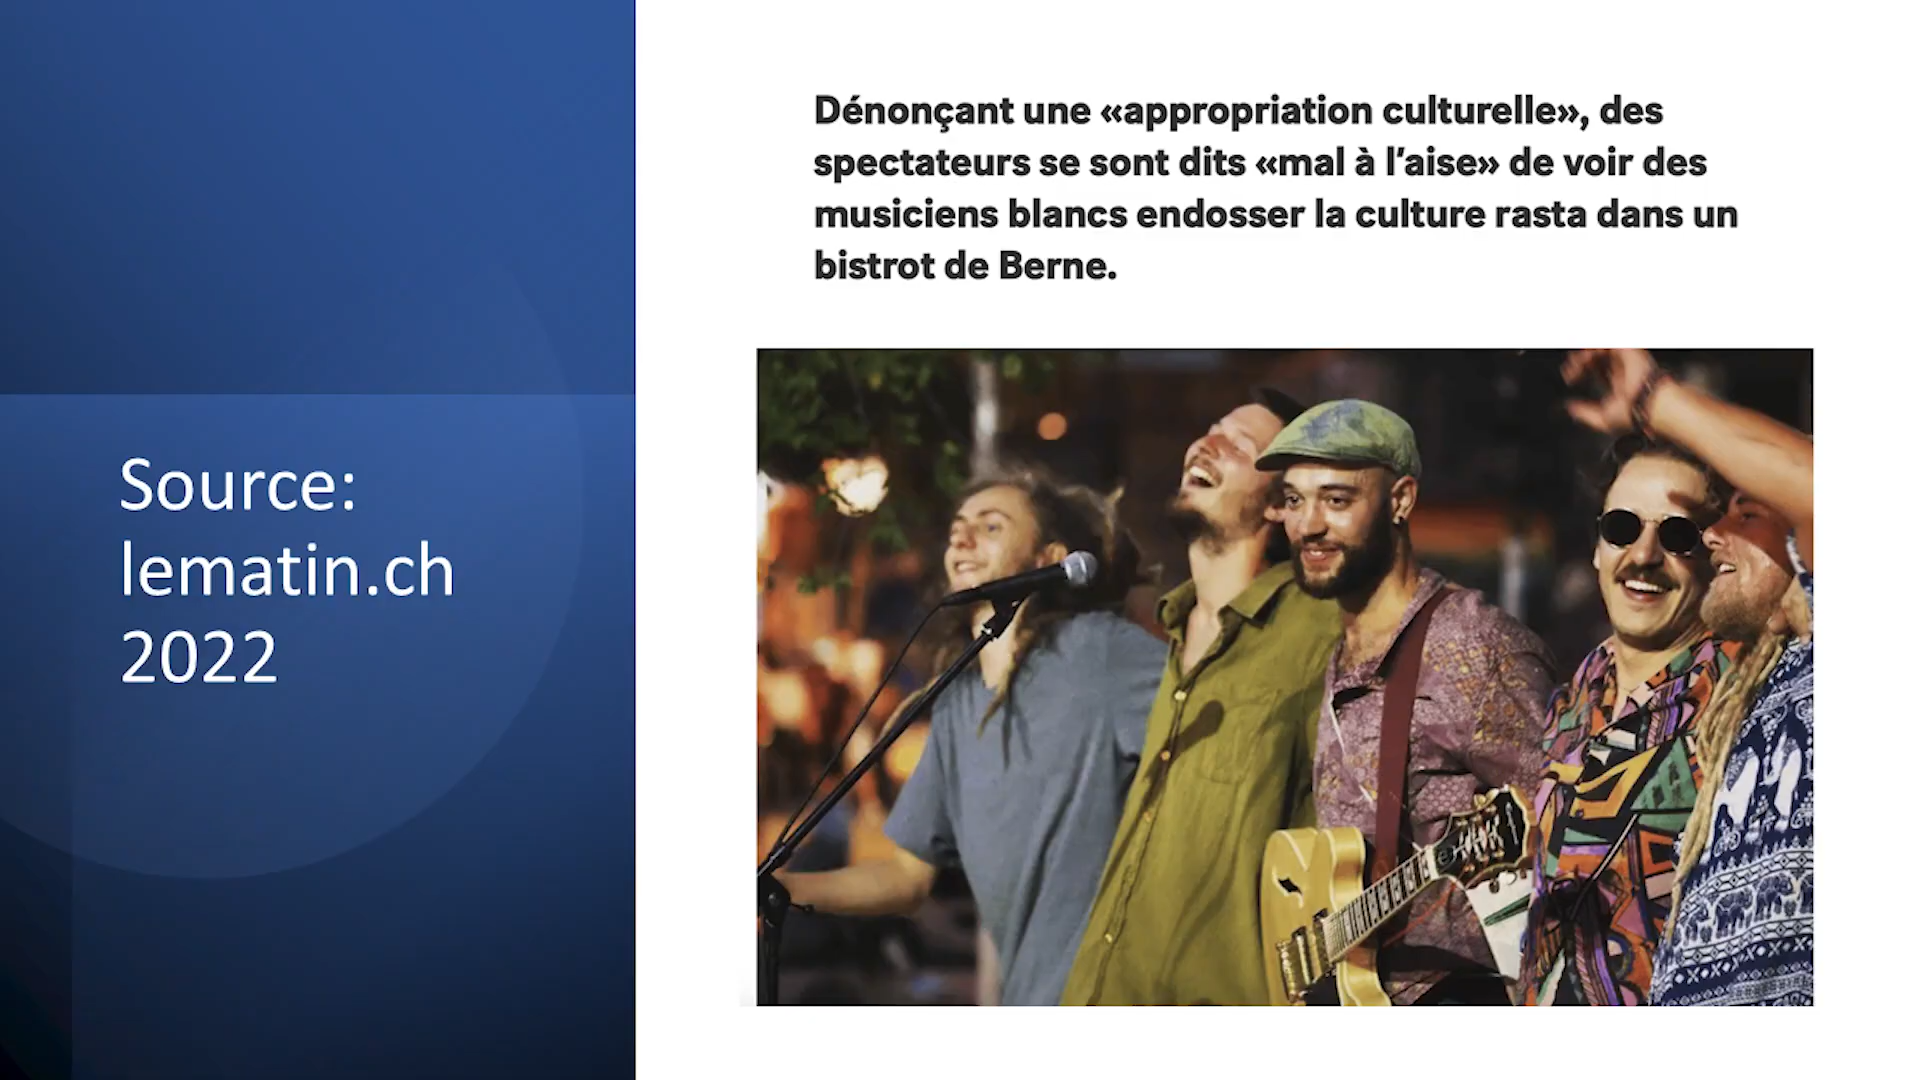 Dénonçant une «appropriation culturelle», des
spectateurs se sont dits «mal à l’aise» de voir des
musiciens blancs endosser la culture rasta dans un
bistrot de Berne.
Source:
lematin.ch
2022